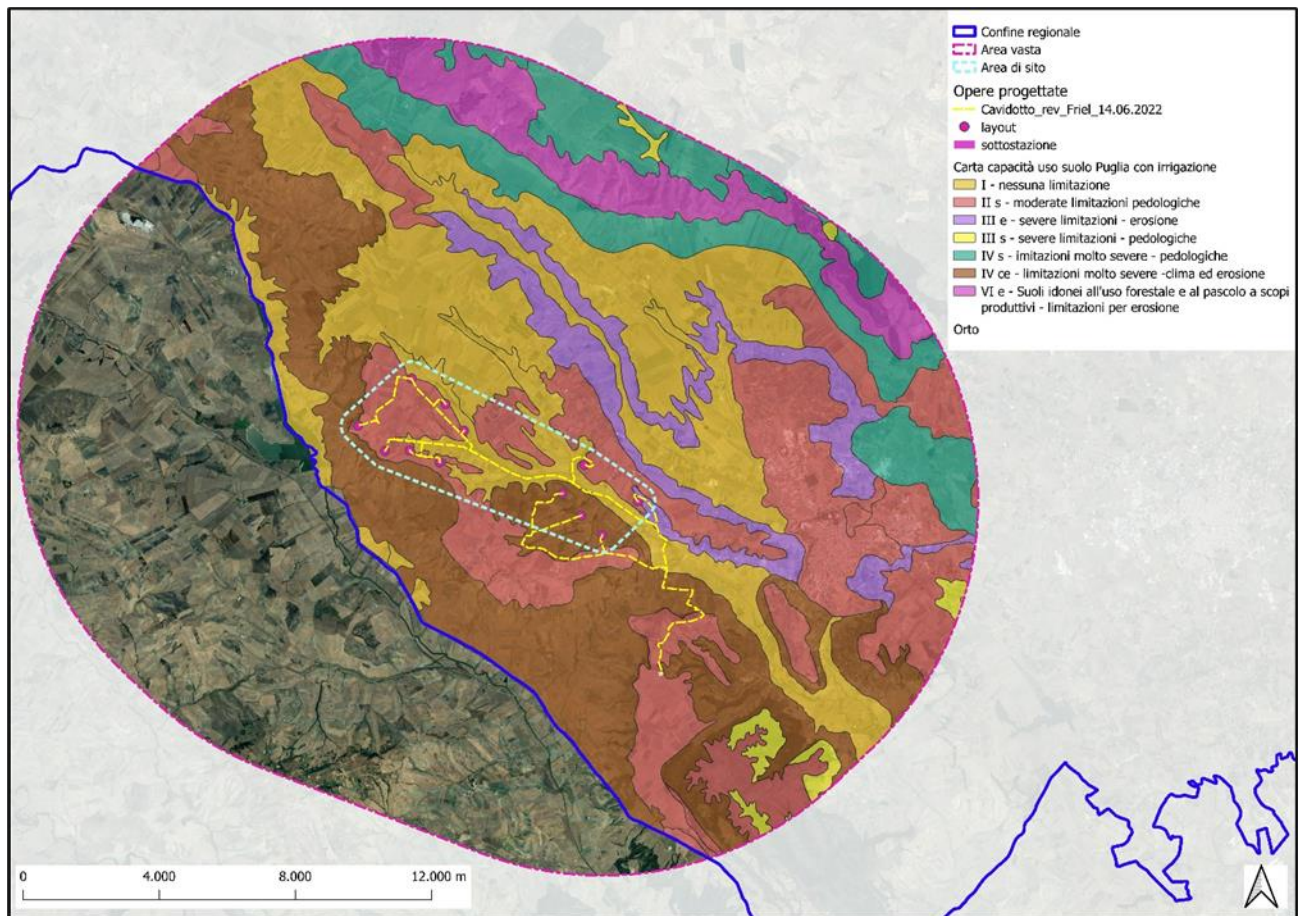 Confine regionale
Area vasta
Area di sito
Opere progettate
Cavidotto_rev_Friel_14.06.2022
layout
sottostazione
Carta capacità uso suolo Puglia con irrigazione
I - nessuna limitazione
II s - moderate limitazioni pedologiche
III e - severe limitazioni - erosione
III s - severe limitazioni - pedologiche
IV s - imitazioni molto severe - pedologiche
IV ce - limitazioni molto severe -clima ed erosione
VI e - Suoli idonei all'uso forestale e al pascolo a scopi
produttivi - limitazioni per erosione
Orto
0 4.000 8.000 12.000 m